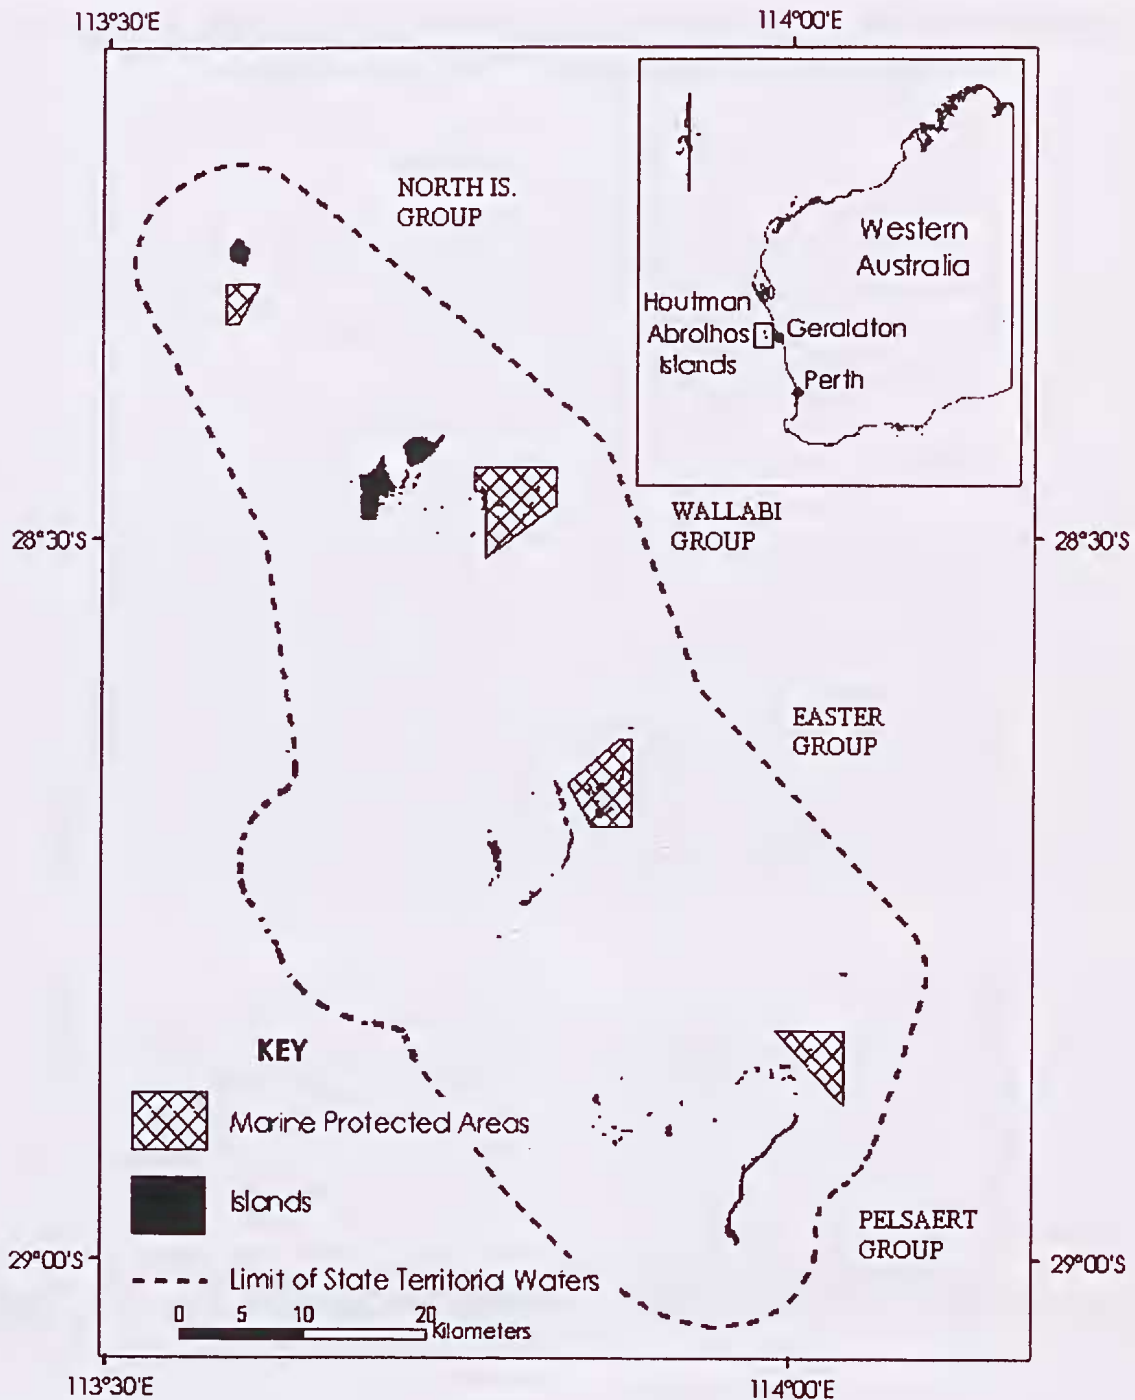 113°30'E
114°00'E
NORTH IS.
GROUP
Western
Australia
Houtman
Abrolhos
Islands
Geraldton
Perth
WALLABI
GROUP
28°30'S
28°30'S
EASTER
GROUP
KEY
Marine Protected Areas
Islands
PELSAERT
GROUP
29°00'S
29°00'S
Limit of State Territorial Waters
0 5 10 20
Kilometers
113°30'E
114°00'E